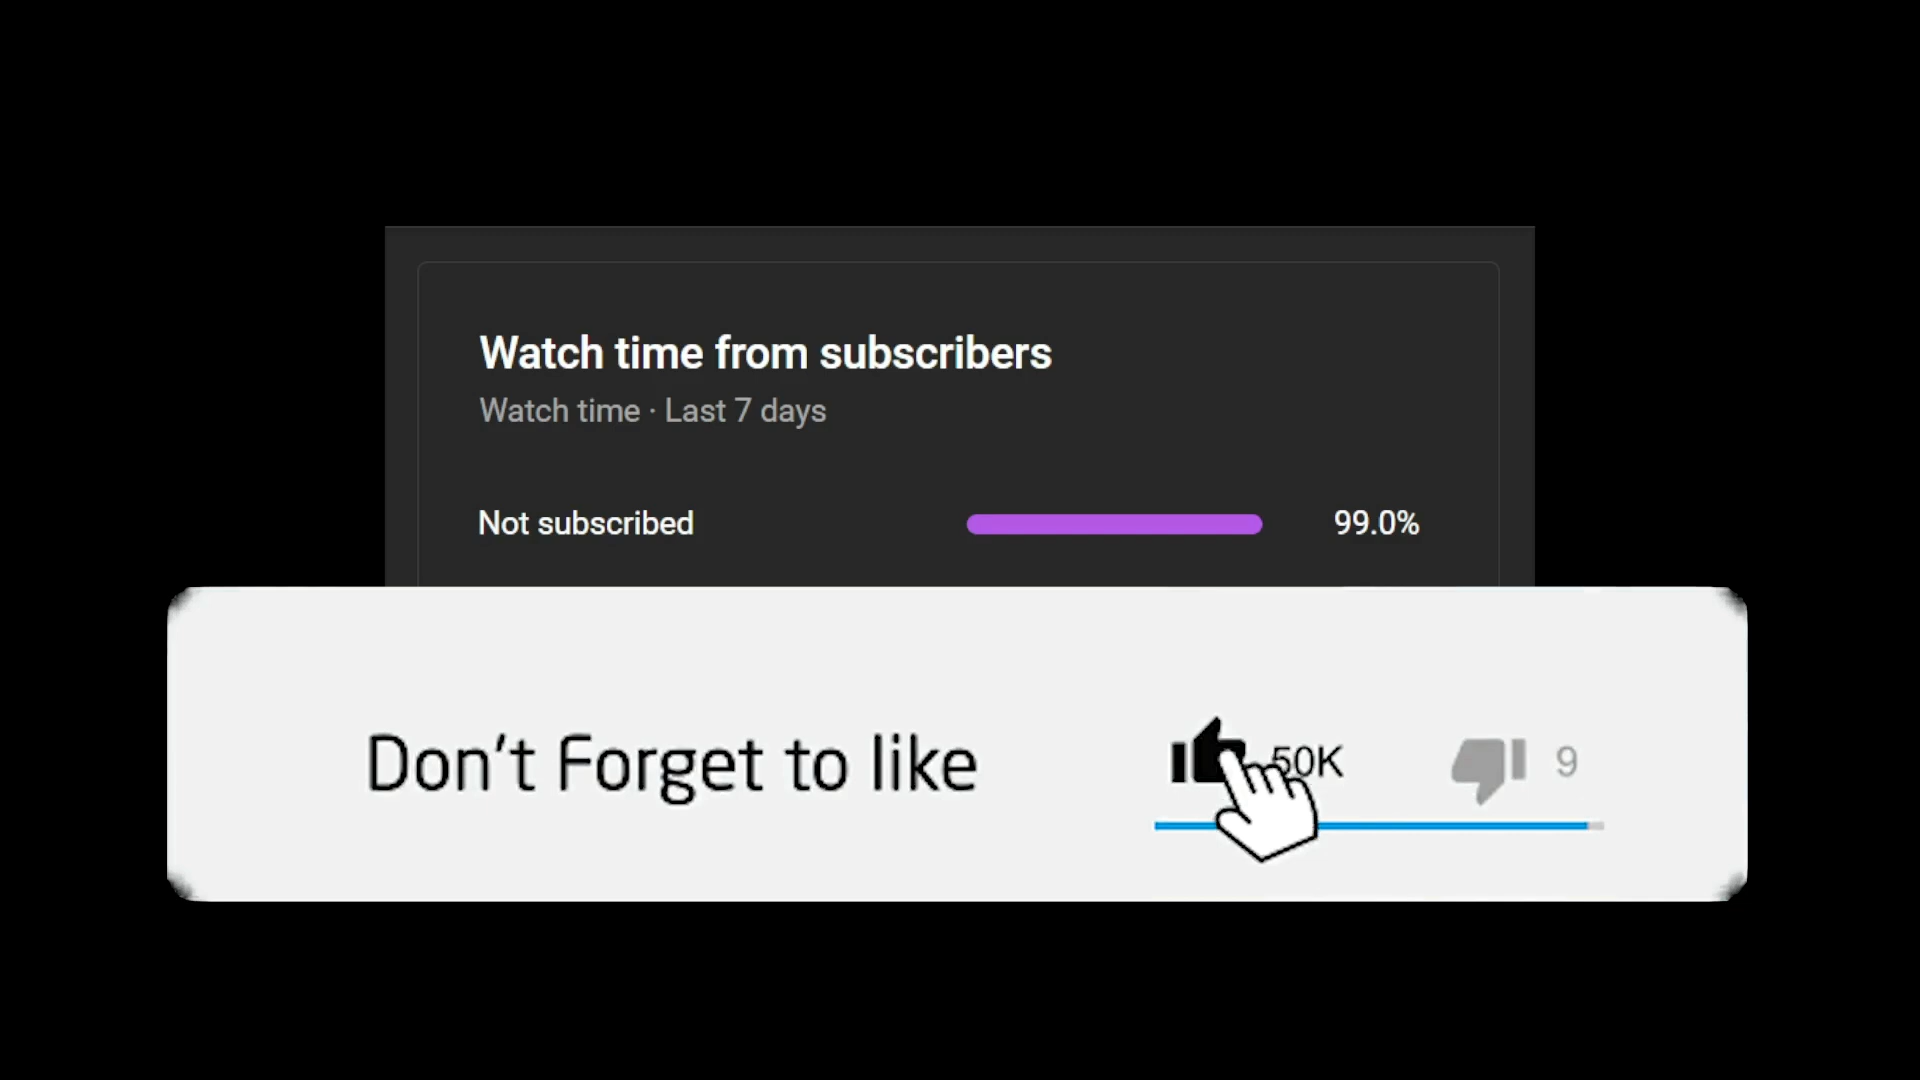 Watch time from subscribers
Watch time · Last 7 days
Not subscribed 99.0%
Don't Forget to like 50K 9